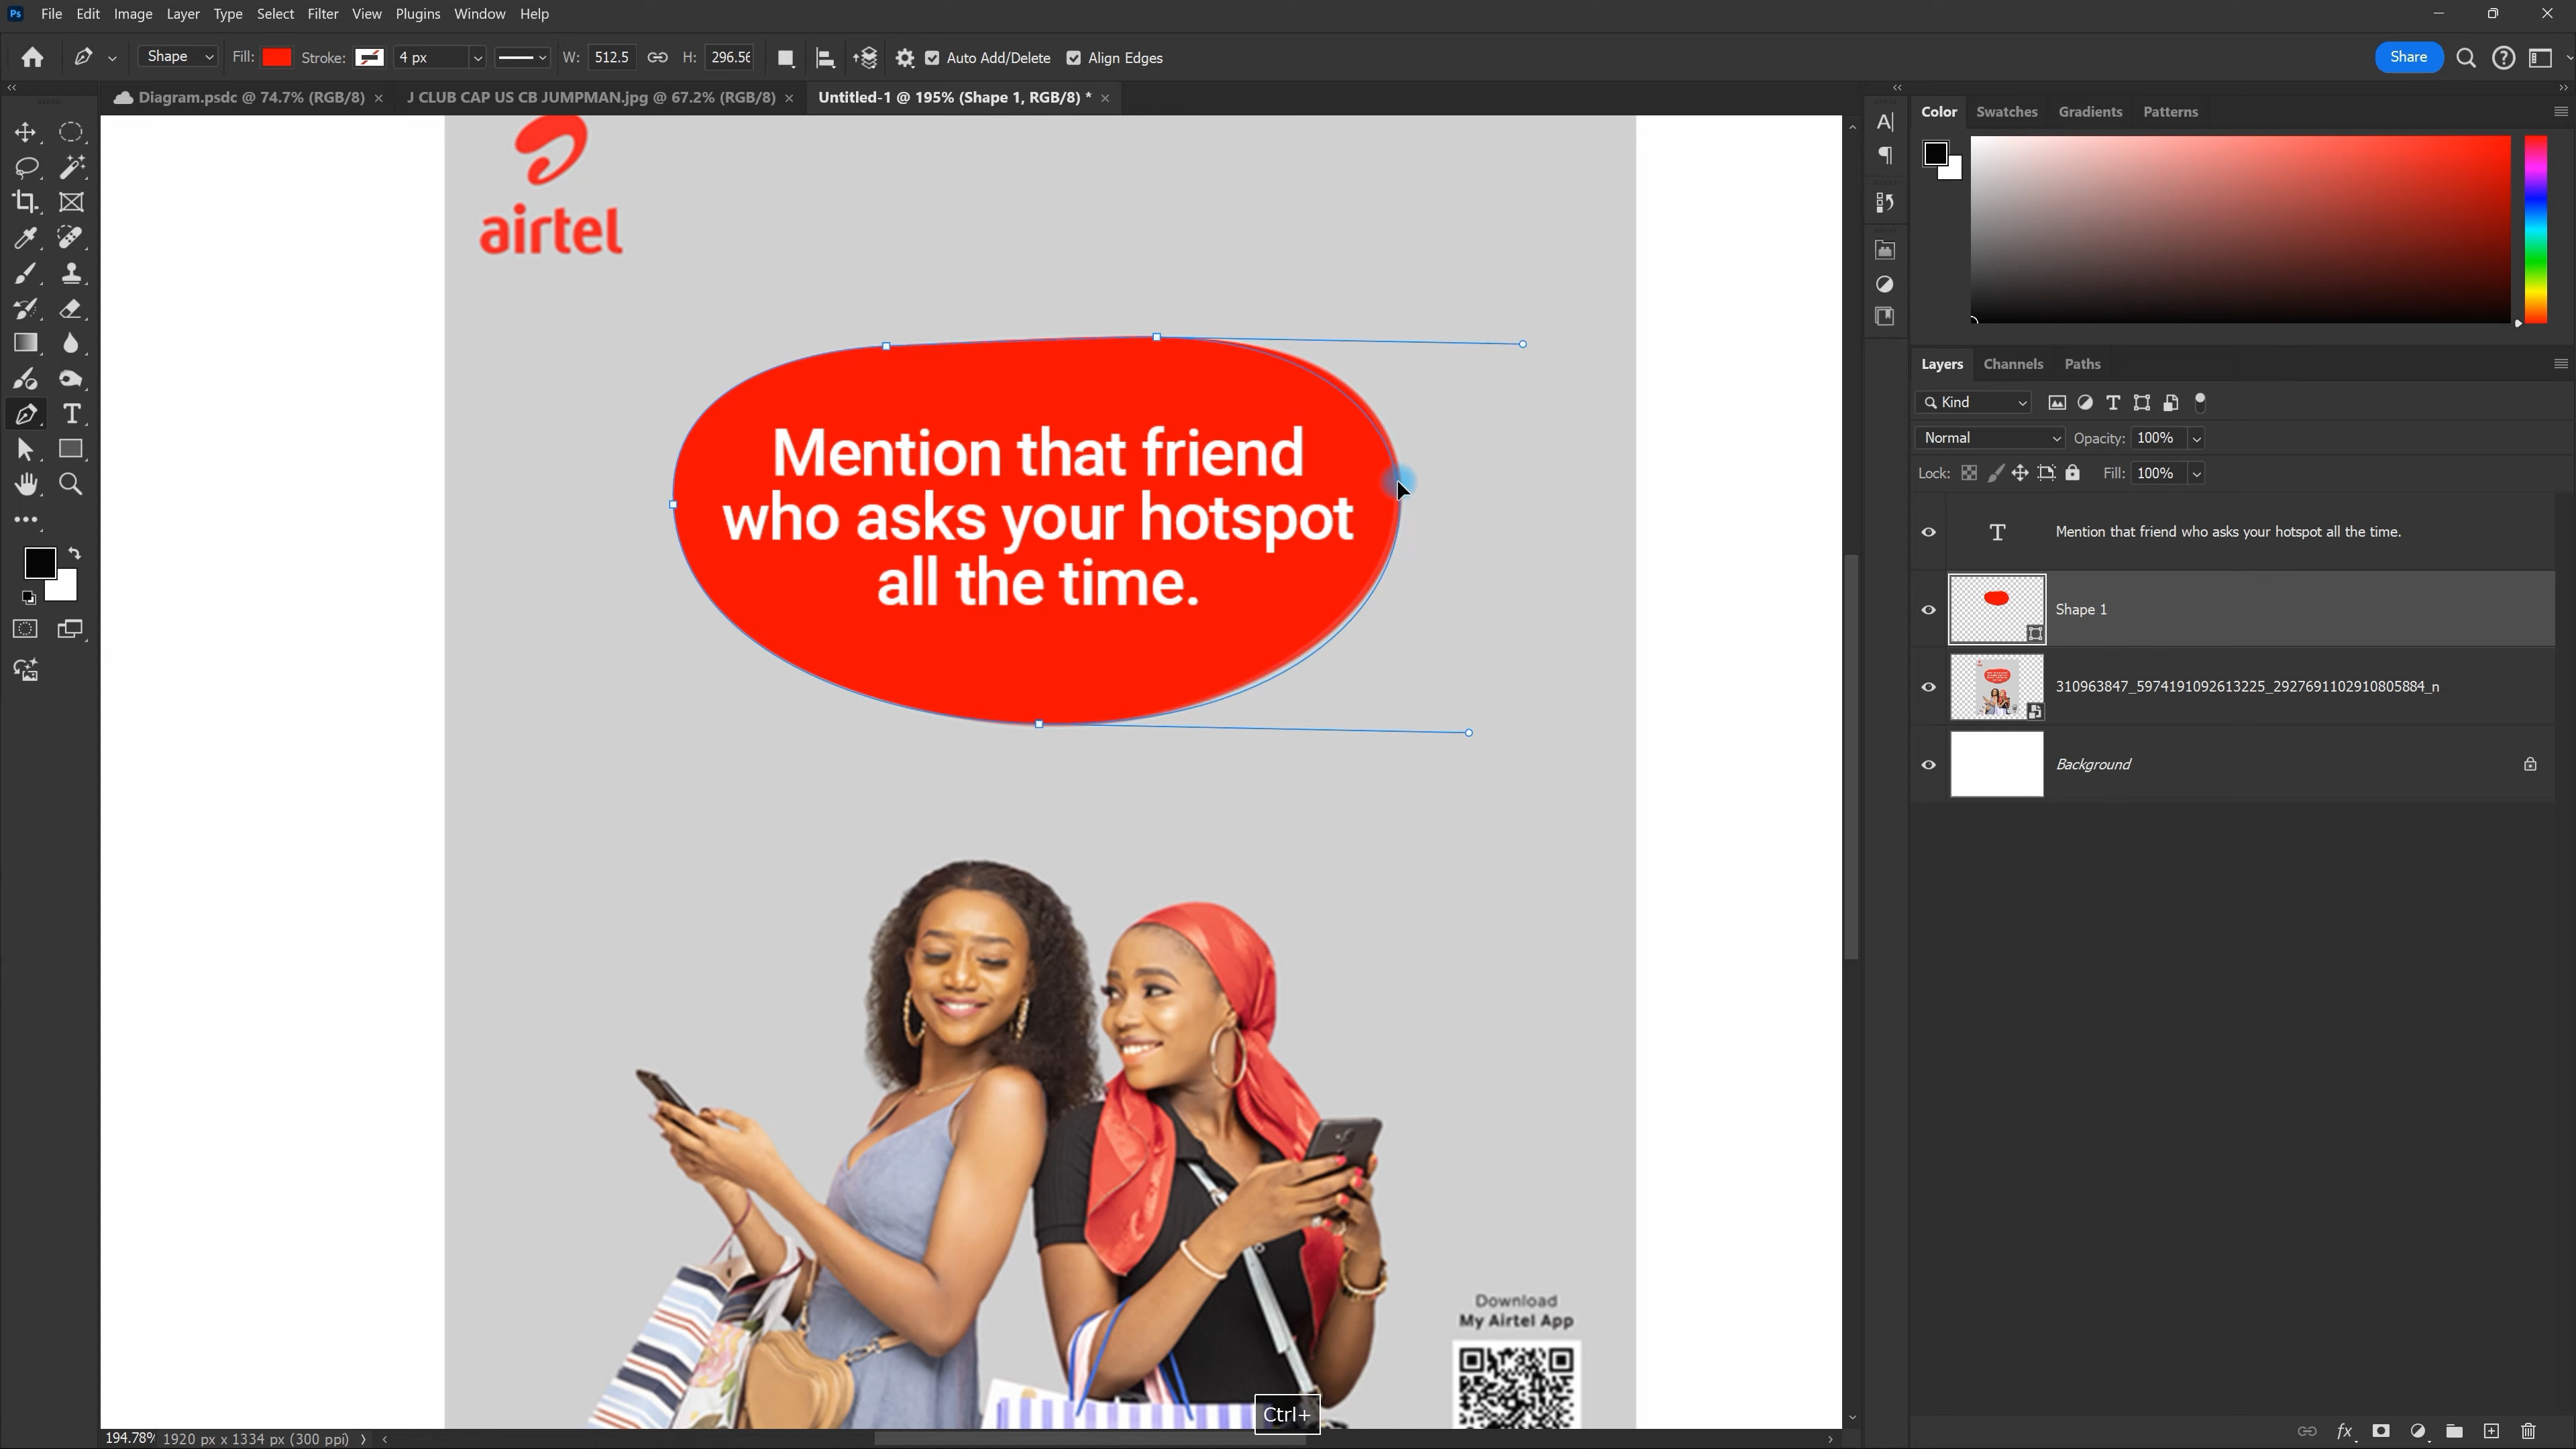 Ps File Edit Image Layer Type Select Filter View Plugins Window Help
Shape Fill: Stroke: 4 px W: 512.5 H: 296.56 Auto Add/Delete Align Edges Share
Diagram.psdc @ 74.7% (RGB/8) × J CLUB CAP US CB JUMPMAN.jpg @ 67.2% (RGB/8) × Untitled-1 @ 195% (Shape 1, RGB/8) * ×
Color Swatches Gradients Patterns
airtel
Mention that friend
who asks your hotspot
all the time.
Download
My Airtel App
Layers Channels Paths
Kind
Normal Opacity: 100%
Lock: Fill: 100%
Mention that friend who asks your hotspot all the time.
Shape 1
310963847_5974191092613225_2927691102910805884_n
Background
Ctrl+
194.78% 1920 px x 1334 px (300 ppi)
fx